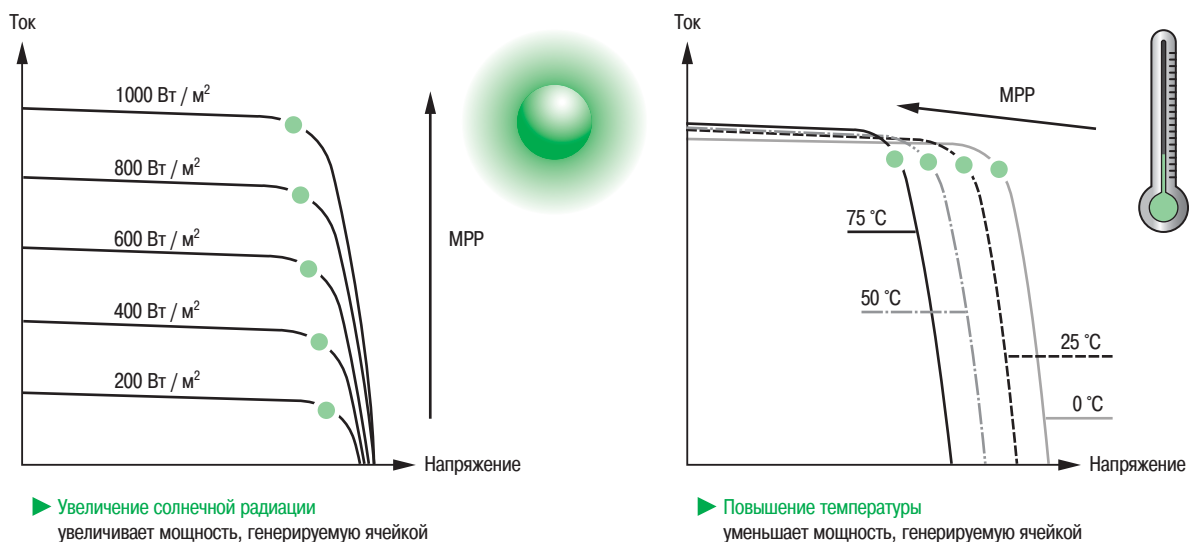 Ток
1000 Вт / м²
800 Вт / м²
600 Вт / м²
400 Вт / м²
200 Вт / м²
MPP
Напряжение
Увеличение солнечной радиации
увеличивает мощность, генерируемую ячейкой
Ток
MPP
75 °C
50 °C
25 °C
0 °C
Напряжение
Повышение температуры
уменьшает мощность, генерируемую ячейкой